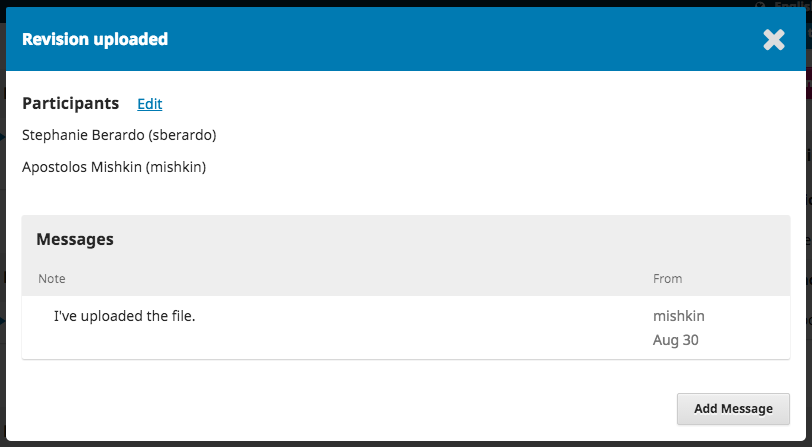 Revision uploaded
Participants Edit
Stephanie Berardo (sberardo)
Apostolos Mishkin (mishkin)
Messages
Note From
I've uploaded the file. mishkin
Aug 30
Add Message